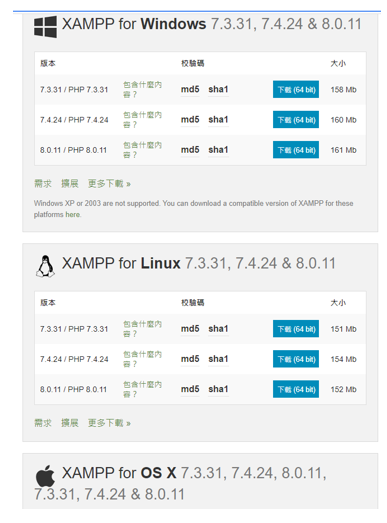 XAMPP for Windows 7.3.31, 7.4.24 & 8.0.11
版本 校驗碼 大小
7.3.31 / PHP 7.3.31 包含什麼內容？ md5 sha1 下載 (64 bit) 158 Mb
7.4.24 / PHP 7.4.24 包含什麼內容？ md5 sha1 下載 (64 bit) 160 Mb
8.0.11 / PHP 8.0.11 包含什麼內容？ md5 sha1 下載 (64 bit) 161 Mb
需求 擴展 更多下載 »
Windows XP or 2003 are not supported. You can download a compatible version of XAMPP for these
platforms here.
XAMPP for Linux 7.3.31, 7.4.24 & 8.0.11
版本 校驗碼 大小
7.3.31 / PHP 7.3.31 包含什麼內容？ md5 sha1 下載 (64 bit) 151 Mb
7.4.24 / PHP 7.4.24 包含什麼內容？ md5 sha1 下載 (64 bit) 154 Mb
8.0.11 / PHP 8.0.11 包含什麼內容？ md5 sha1 下載 (64 bit) 152 Mb
需求 擴展 更多下載 »
XAMPP for OS X 7.3.31, 7.4.24, 8.0.11,
7.3.31, 7.4.24 & 8.0.11